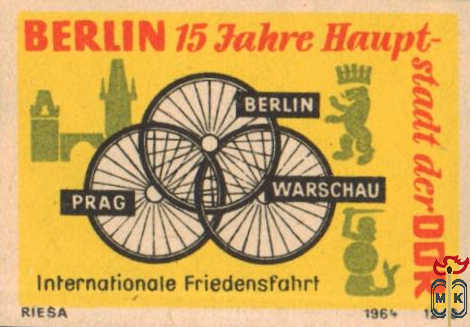 BERLIN 15 Jahre Haupt-
stadt der DDR
BERLIN
PRAG
WARSCHAU
Internationale Friedensfahrt
RIESA 1964
MK